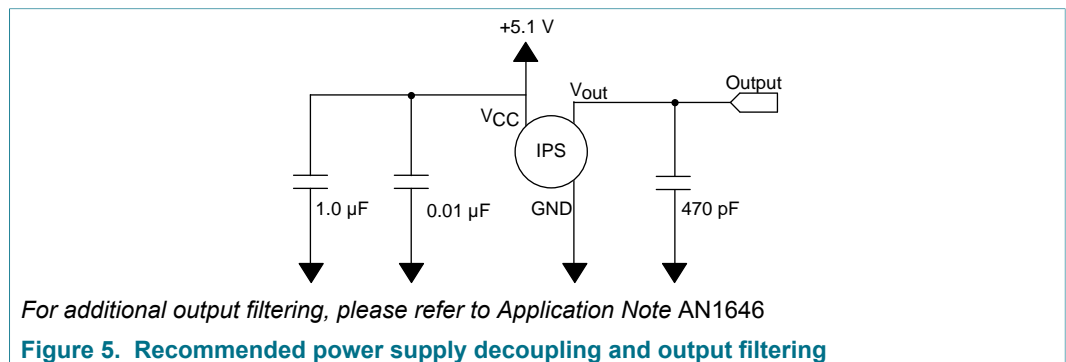 +5.1 V
Output
Vout
VCC
IPS
1.0 µF
0.01 µF
GND
470 pF
For additional output filtering, please refer to Application Note AN1646
Figure 5. Recommended power supply decoupling and output filtering